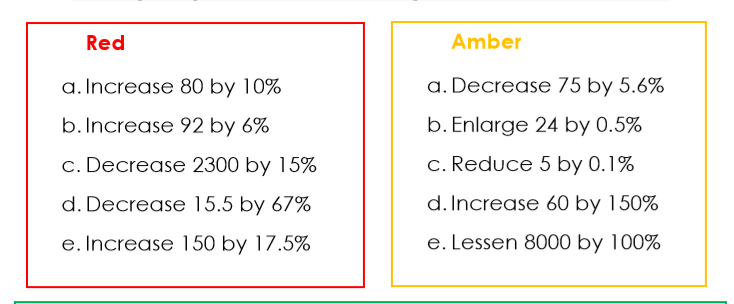 Red
a. Increase 80 by 10%
b. Increase 92 by 6%
c. Decrease 2300 by 15%
d. Decrease 15.5 by 67%
e. Increase 150 by 17.5%
Amber
a. Decrease 75 by 5.6%
b. Enlarge 24 by 0.5%
c. Reduce 5 by 0.1%
d. Increase 60 by 150%
e. Lessen 8000 by 100%